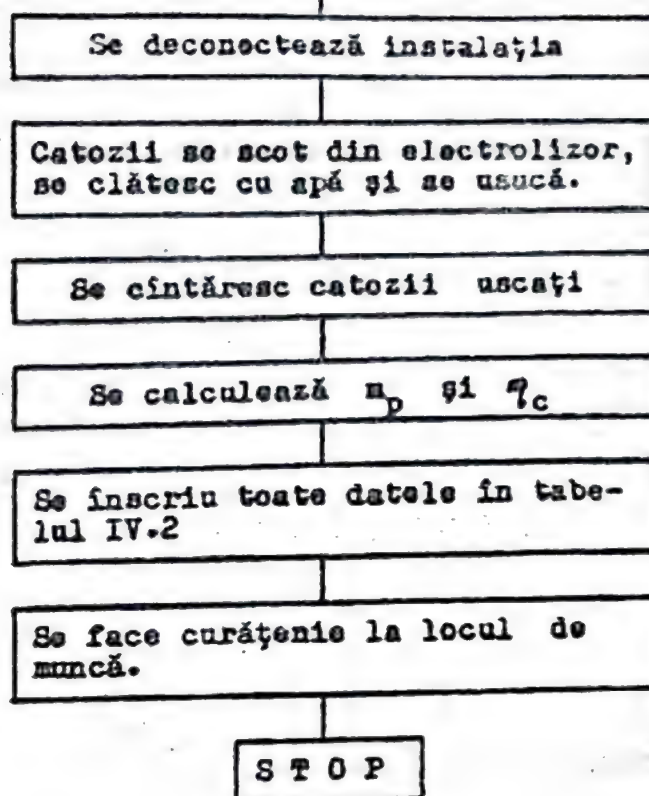 Se deconectează instalația
Catozii se scot din electrolizor,
se clătesc cu apă și se usucă.
Se cîntăresc catozii uscați
Se calculează m_p și η_c
Se înscriu toate datele în tabe-
lul IV.2
Se face curățenie la locul de
muncă.
S T O P